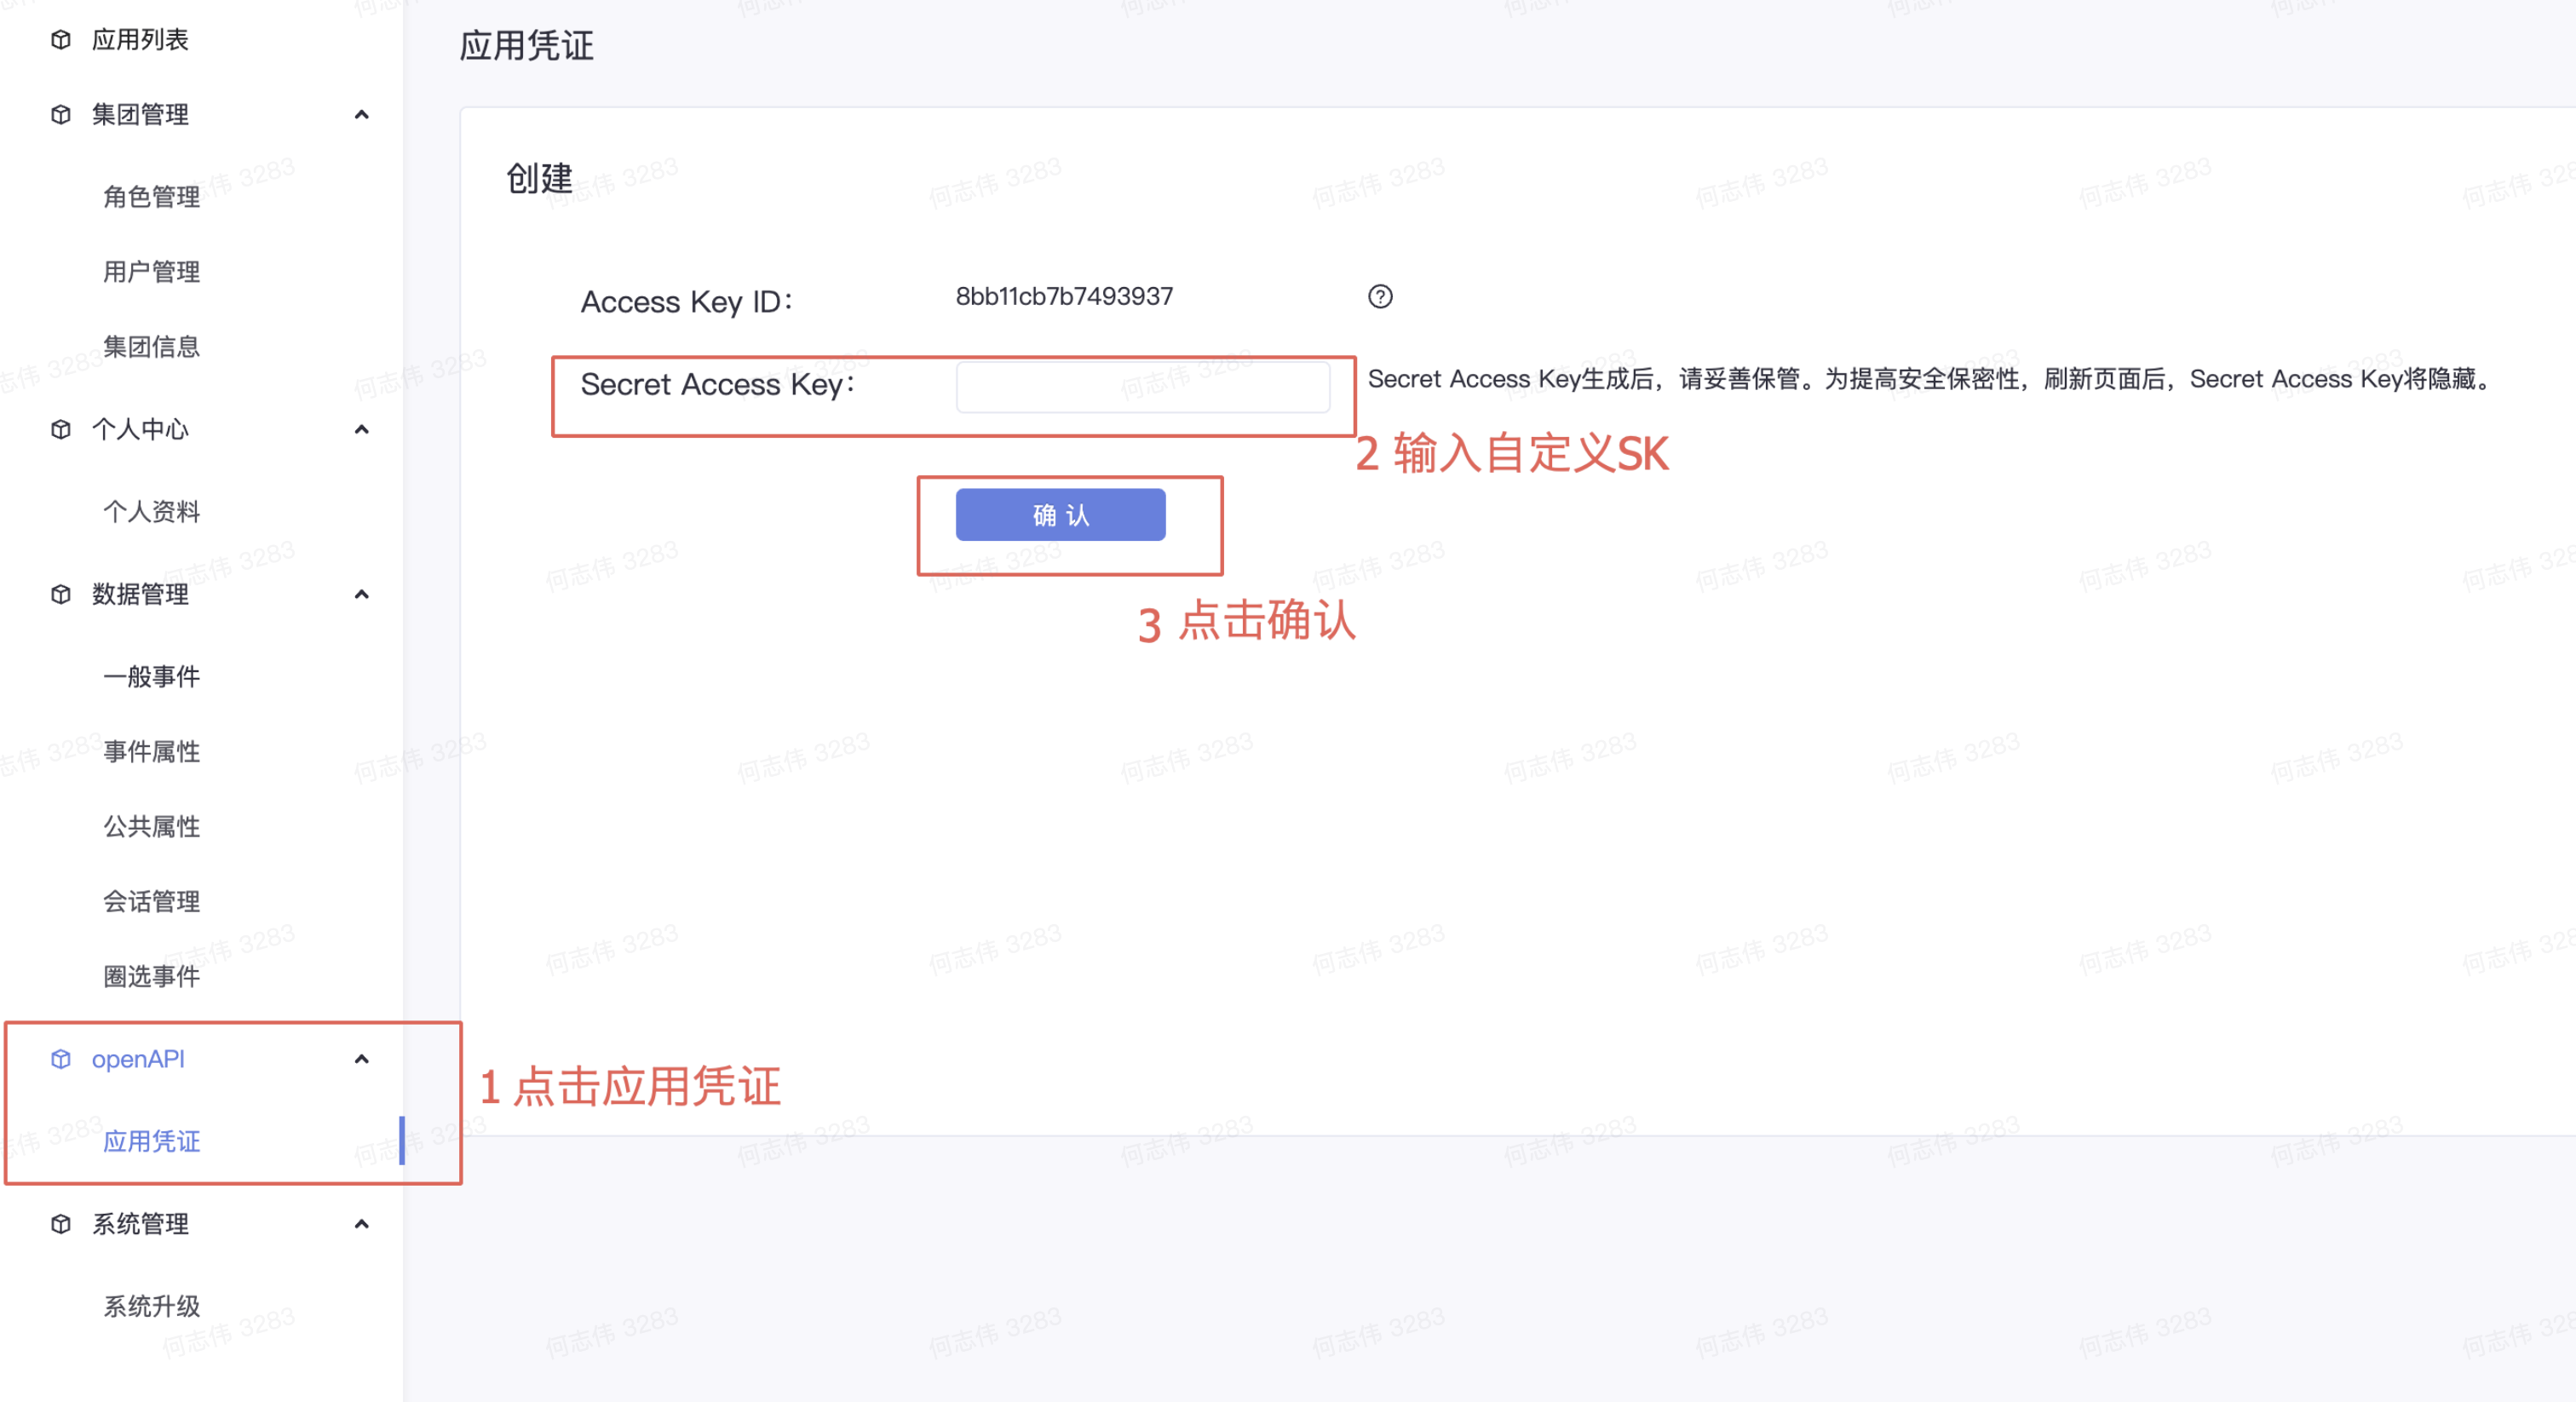 应用列表
集团管理
角色管理
用户管理
集团信息
个人中心
个人资料
数据管理
一般事件
事件属性
公共属性
会话管理
圈选事件
openAPI
应用凭证
系统管理
系统升级
应用凭证
创建
Access Key ID：
8bb11cb7b7493937
Secret Access Key：
Secret Access Key生成后，请妥善保管。为提高安全保密性，刷新页面后，Secret Access Key将隐藏。
2 输入自定义SK
确 认
3 点击确认
1 点击应用凭证
何志伟 3283